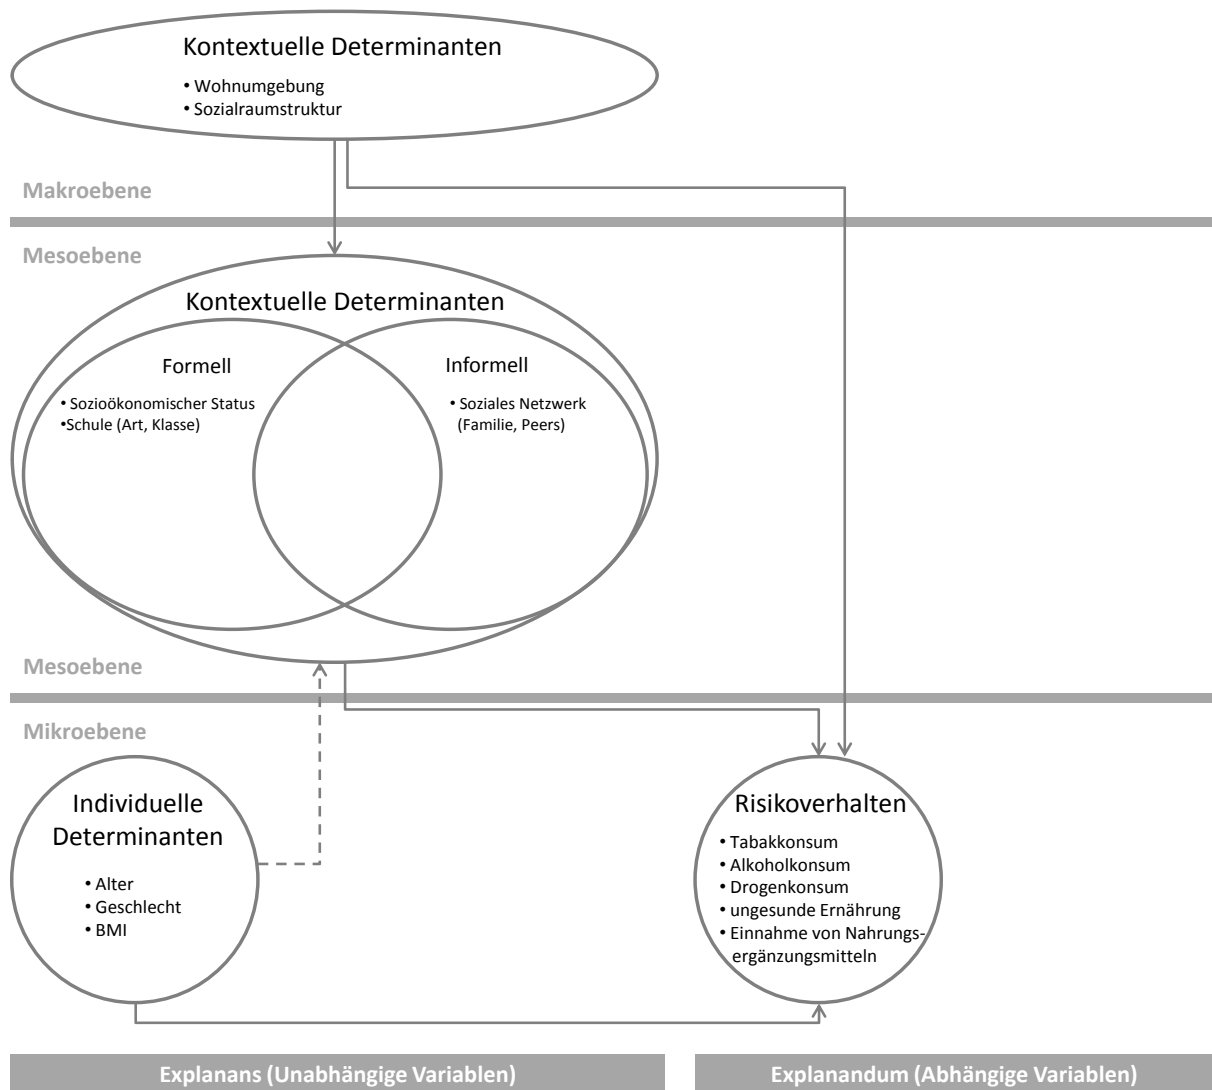 Kontextuelle Determinanten
• Wohnumgebung
• Sozialraumstruktur
Makroebene
Mesoebene
Kontextuelle Determinanten
Formell
• Sozioökonomischer Status
•Schule (Art, Klasse)
Informell
• Soziales Netzwerk
(Familie, Peers)
Mesoebene
Mikroebene
Individuelle
Determinanten
• Alter
• Geschlecht
• BMI
Risikoverhalten
• Tabakkonsum
• Alkoholkonsum
• Drogenkonsum
• ungesunde Ernährung
• Einnahme von Nahrungs-
ergänzungsmitteln
Explanans (Unabhängige Variablen)
Explanandum (Abhängige Variablen)